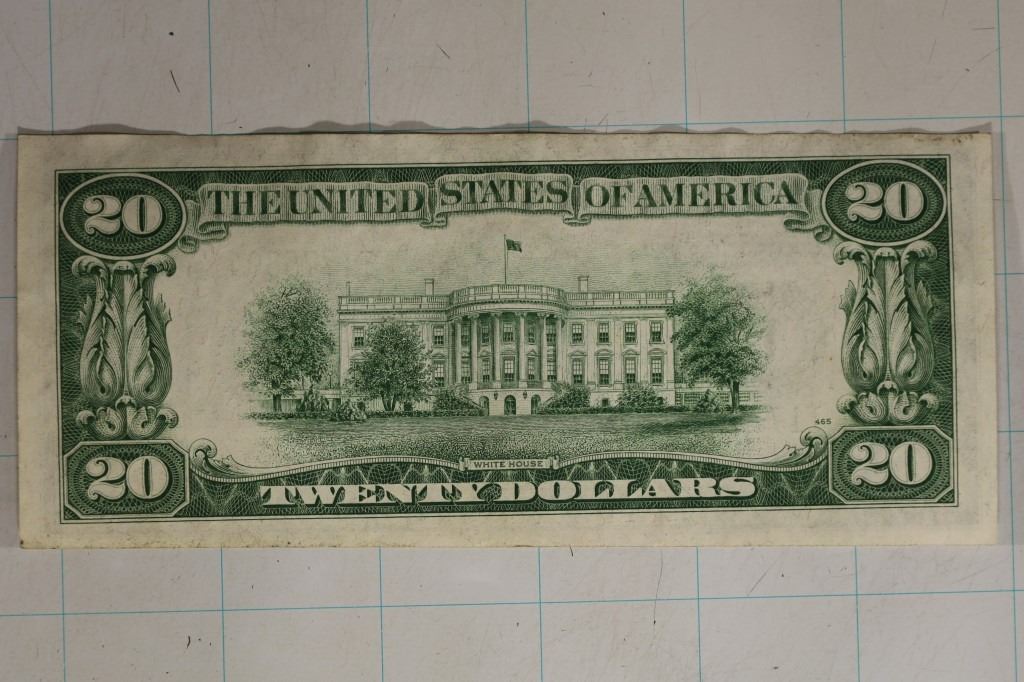 20 THE UNITED STATES OF AMERICA 20
465
WHITE HOUSE
20 TWENTY DOLLARS 20